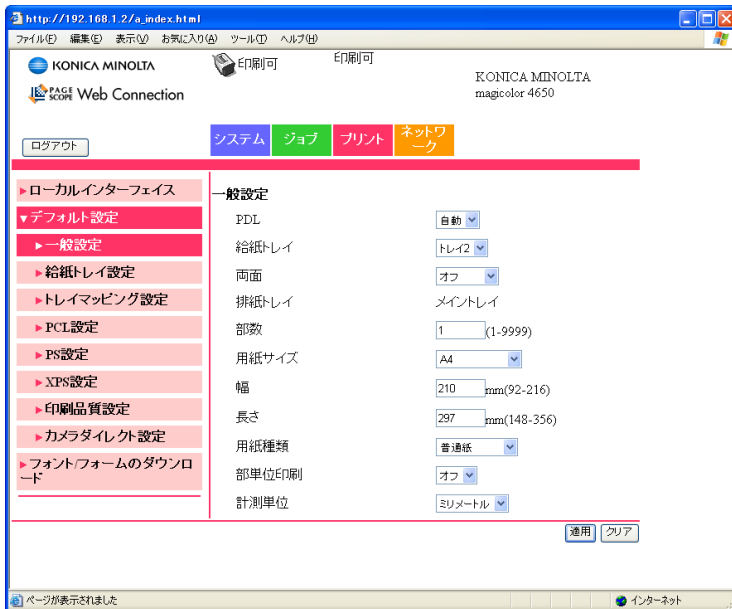 http://192.168.1.2/a_index.html
ファイル(F) 編集(E) 表示(V) お気に入り(A) ツール(T) ヘルプ(H)
KONICA MINOLTA
印刷可
印刷可
PAGE SCOPE Web Connection
KONICA MINOLTA
magicolor 4650
ログアウト
システム
ジョブ
プリント
ネットワ
ーク
ローカルインターフェイス
デフォルト設定
一般設定
給紙トレイ設定
トレイマッピング設定
PCL設定
PS設定
XPS設定
印刷品質設定
カメラダイレクト設定
フォント/フォームのダウンロ
ード
一般設定
PDL 自動
給紙トレイ トレイ2
両面 オフ
排紙トレイ メイントレイ
部数 1 (1-9999)
用紙サイズ A4
幅 210 mm(92-216)
長さ 297 mm(148-356)
用紙種類 普通紙
部単位印刷 オフ
計測単位 ミリメートル
適用 クリア
ページが表示されました
インターネット